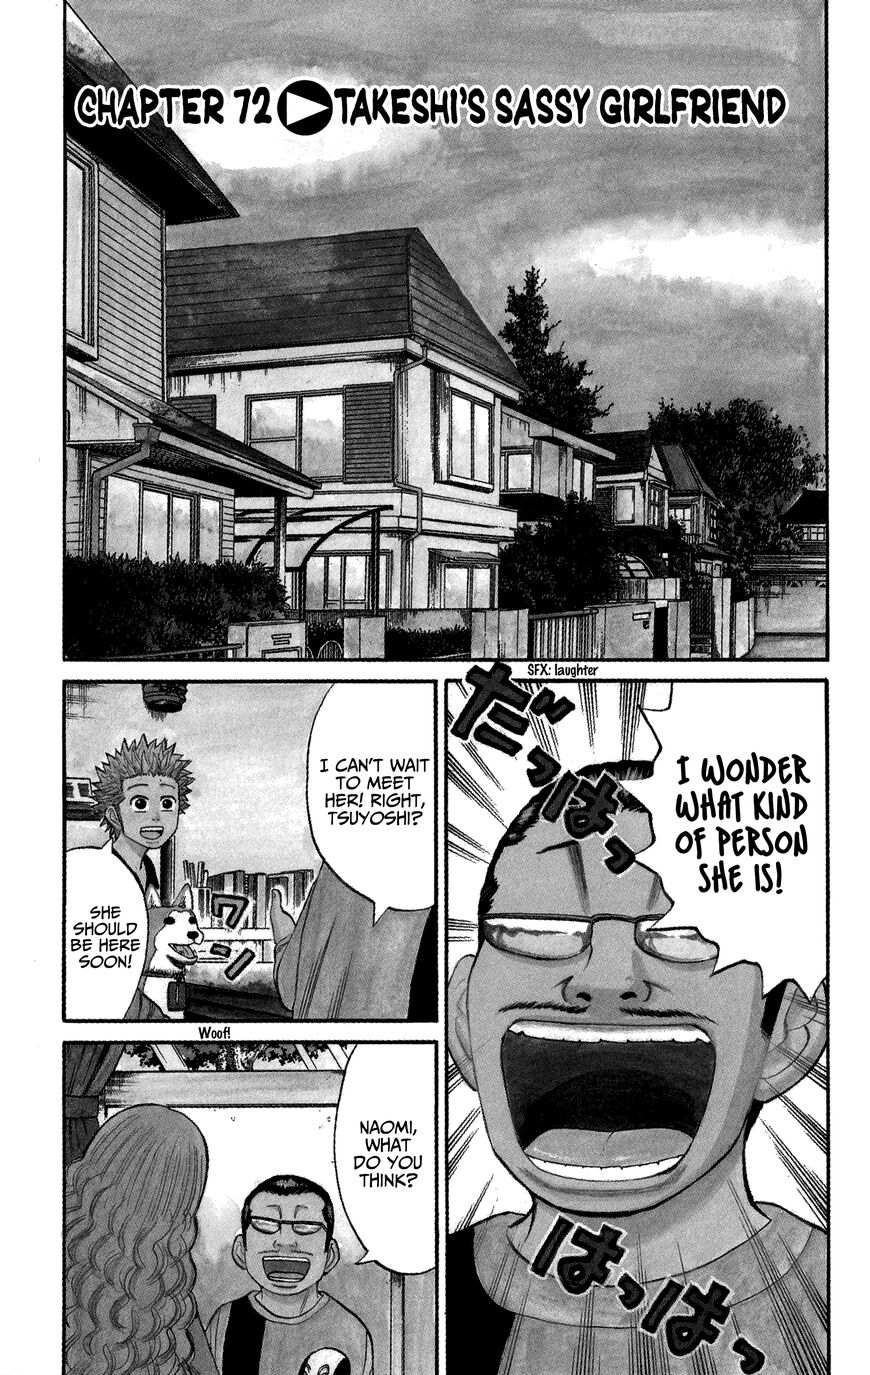 CHAPTER 72 ▶ TAKESHI'S SASSY GIRLFRIEND
SFX: laughter
だっはっ
I WONDER
WHAT KIND
OF PERSON
SHE IS!
はっはっ
I CAN'T WAIT
TO MEET
HER! RIGHT,
TSUYOSHI?
ワン
SHE
SHOULD
BE HERE
SOON!
Woof!
NAOMI,
WHAT
DO YOU
THINK?